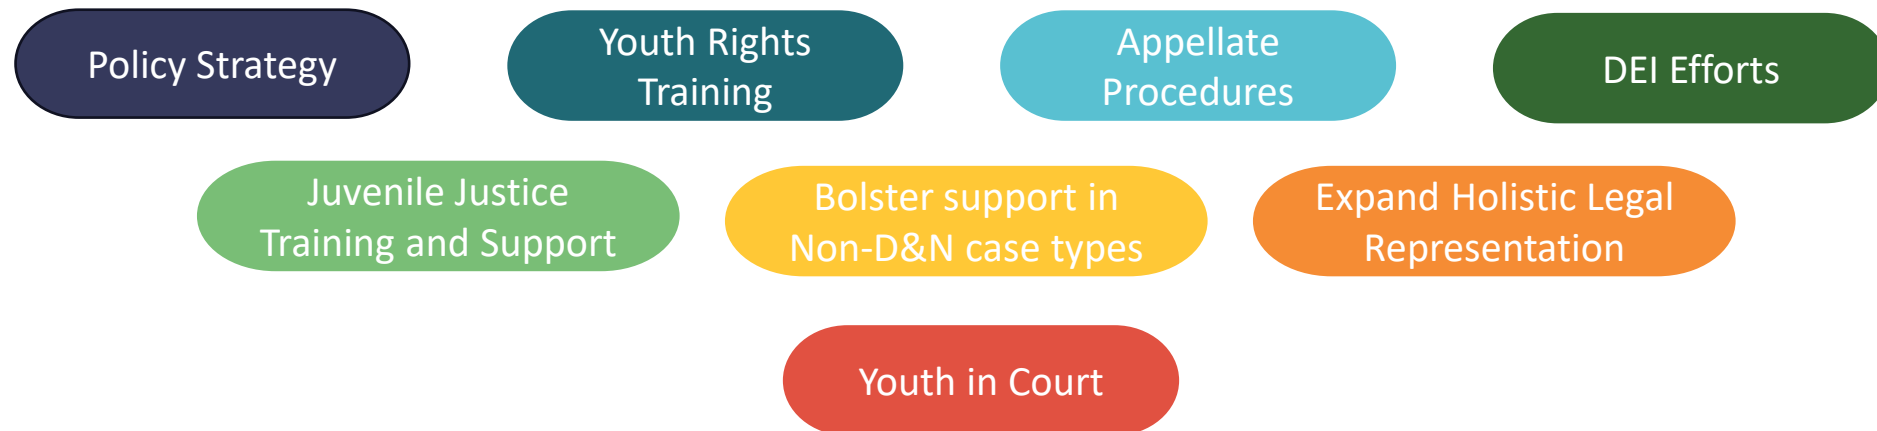 Policy Strategy
Youth Rights
Training
Appellate
Procedures
DEI Efforts
Juvenile Justice
Training and Support
Bolster support in
Non-D&N case types
Expand Holistic Legal
Representation
Youth in Court